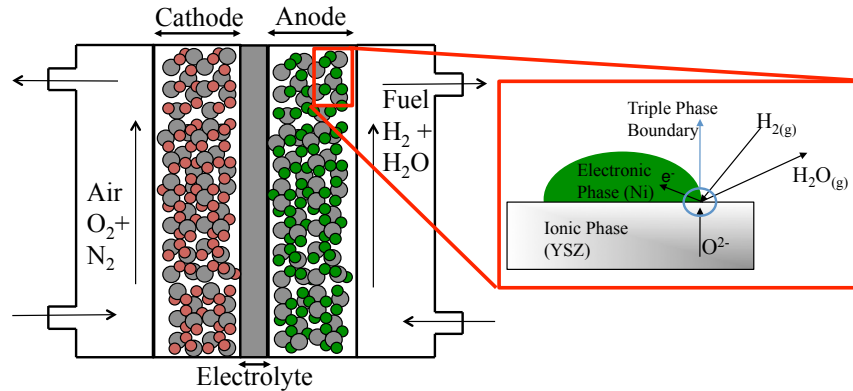 Cathode
Anode
Air
O₂+
N₂
Fuel
H₂ +
H₂O
Electrolyte
Triple Phase
Boundary
H₂₍g₎
H₂O₍g₎
Electronic
Phase (Ni)
e⁻
Ionic Phase
(YSZ)
O²⁻